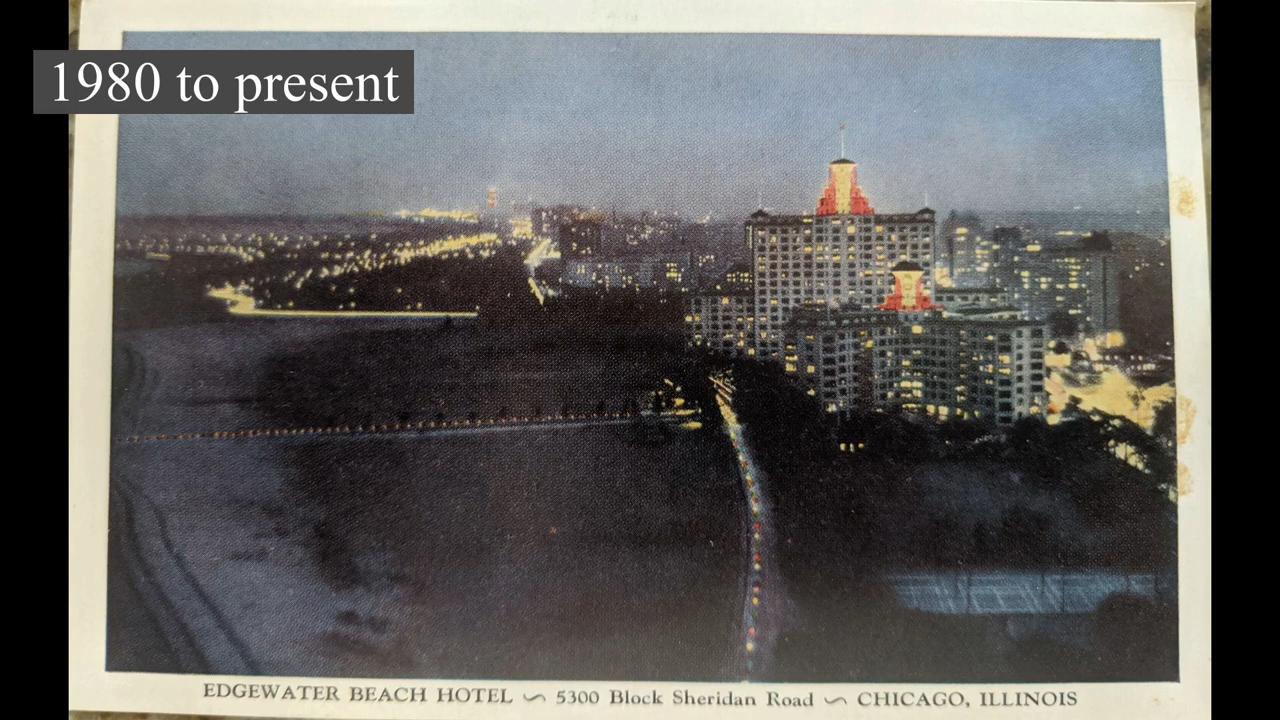 1980 to present
EDGEWATER BEACH HOTEL ~ 5300 Block Sheridan Road ~ CHICAGO, ILLINOIS